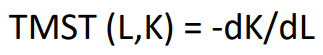 TMST (L,K) = -dK/dL